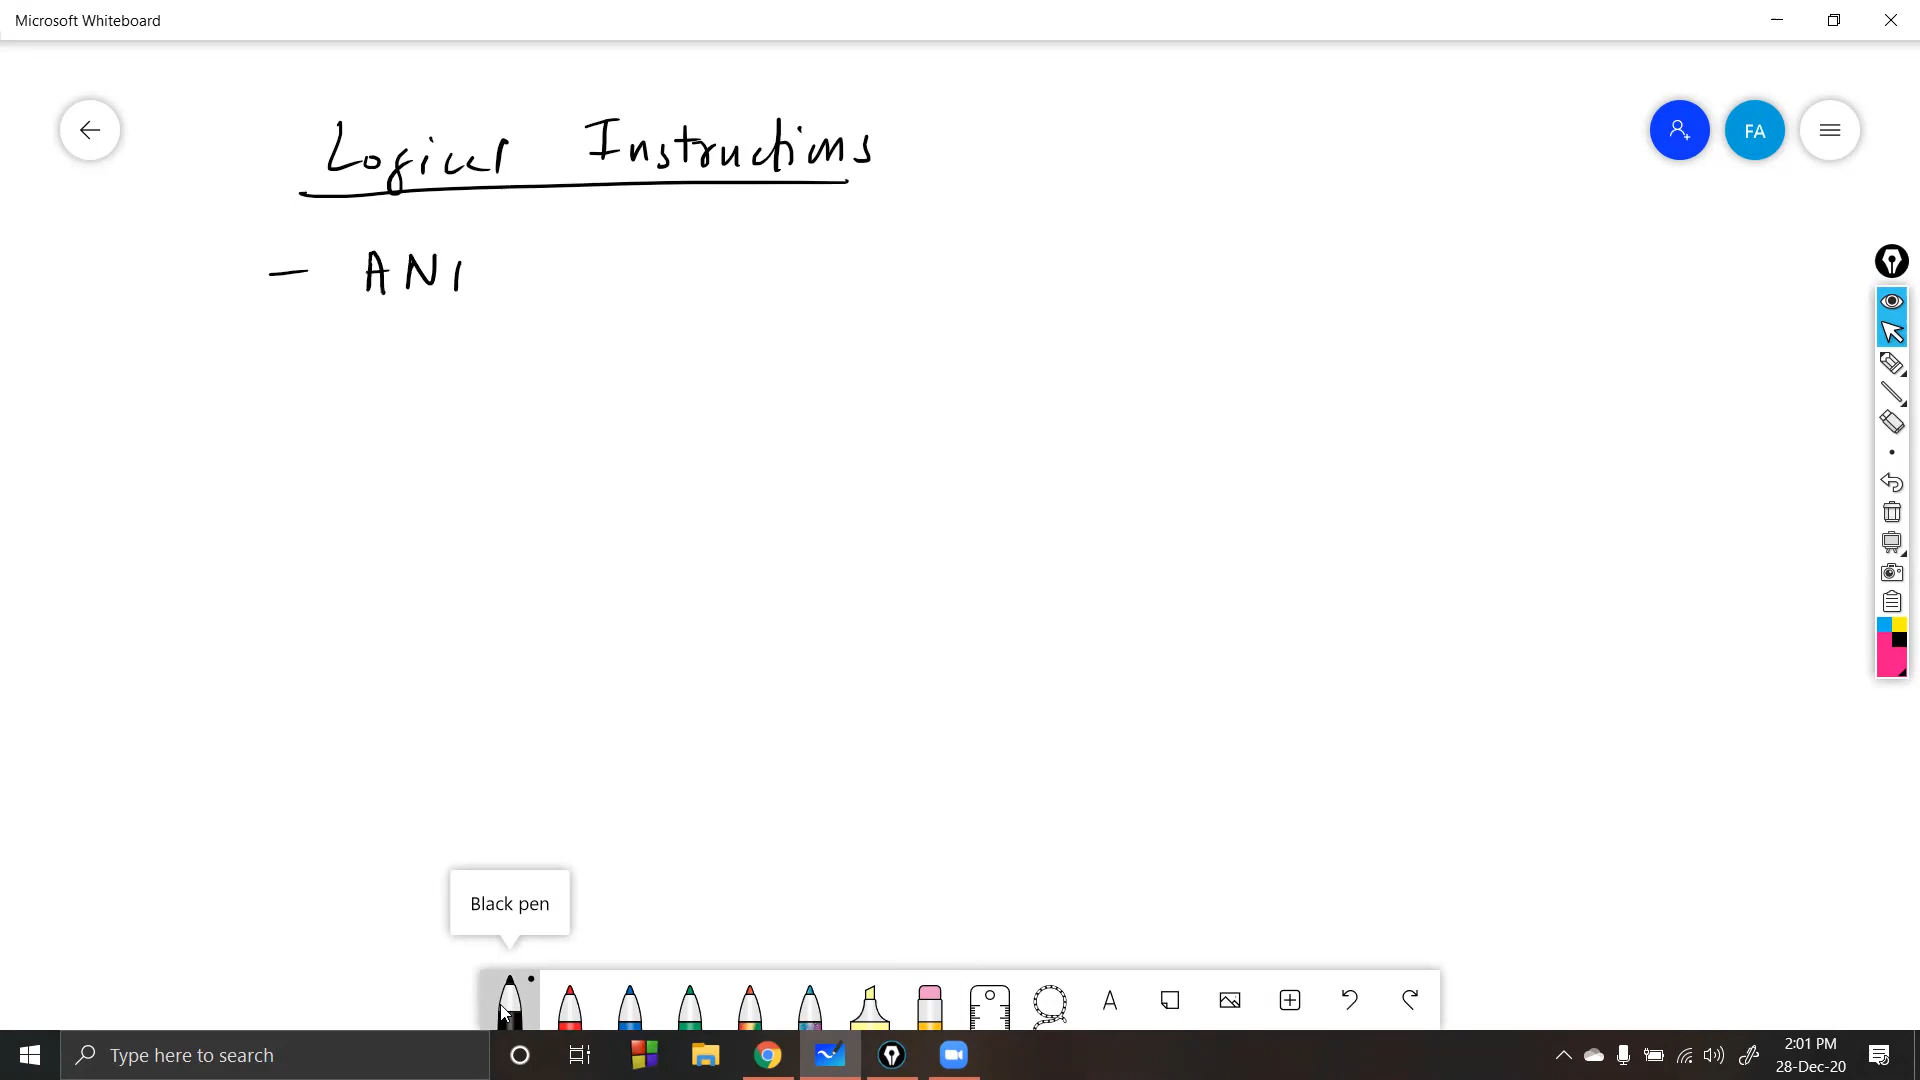 Microsoft Whiteboard
FA
Logical Instructions
— ANI
Black pen
Type here to search
2:01 PM
28-Dec-20